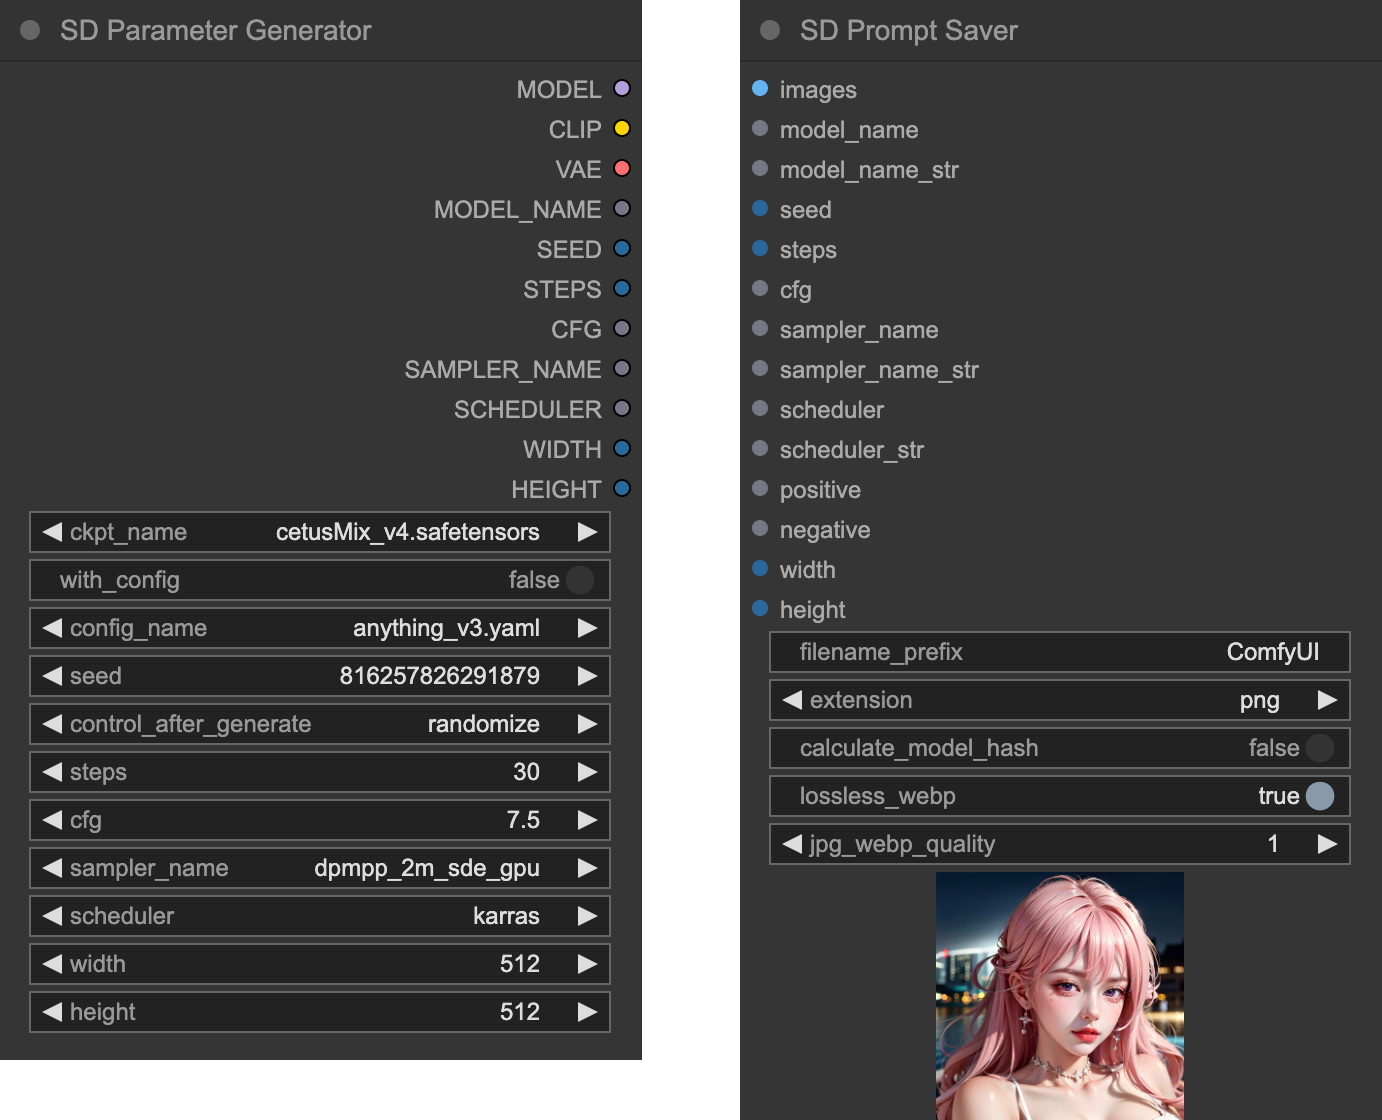 SD Parameter Generator
MODEL
CLIP
VAE
MODEL_NAME
SEED
STEPS
CFG
SAMPLER_NAME
SCHEDULER
WIDTH
HEIGHT
ckpt_name cetusMix_v4.safetensors
with_config false
config_name anything_v3.yaml
seed 816257826291879
control_after_generate randomize
steps 30
cfg 7.5
sampler_name dpmpp_2m_sde_gpu
scheduler karras
width 512
height 512
SD Prompt Saver
images
model_name
model_name_str
seed
steps
cfg
sampler_name
sampler_name_str
scheduler
scheduler_str
positive
negative
width
height
filename_prefix ComfyUI
extension png
calculate_model_hash false
lossless_webp true
jpg_webp_quality 1